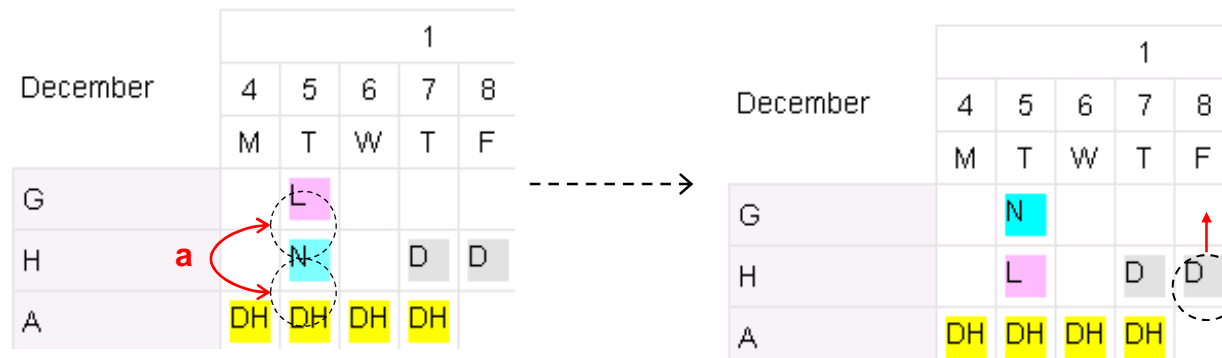 1
December 4 5 6 7 8
M T W T F
G L
a H N D D
A DH DH DH DH
1
December 4 5 6 7 8
M T W T F
G N
H L D D
A DH DH DH DH